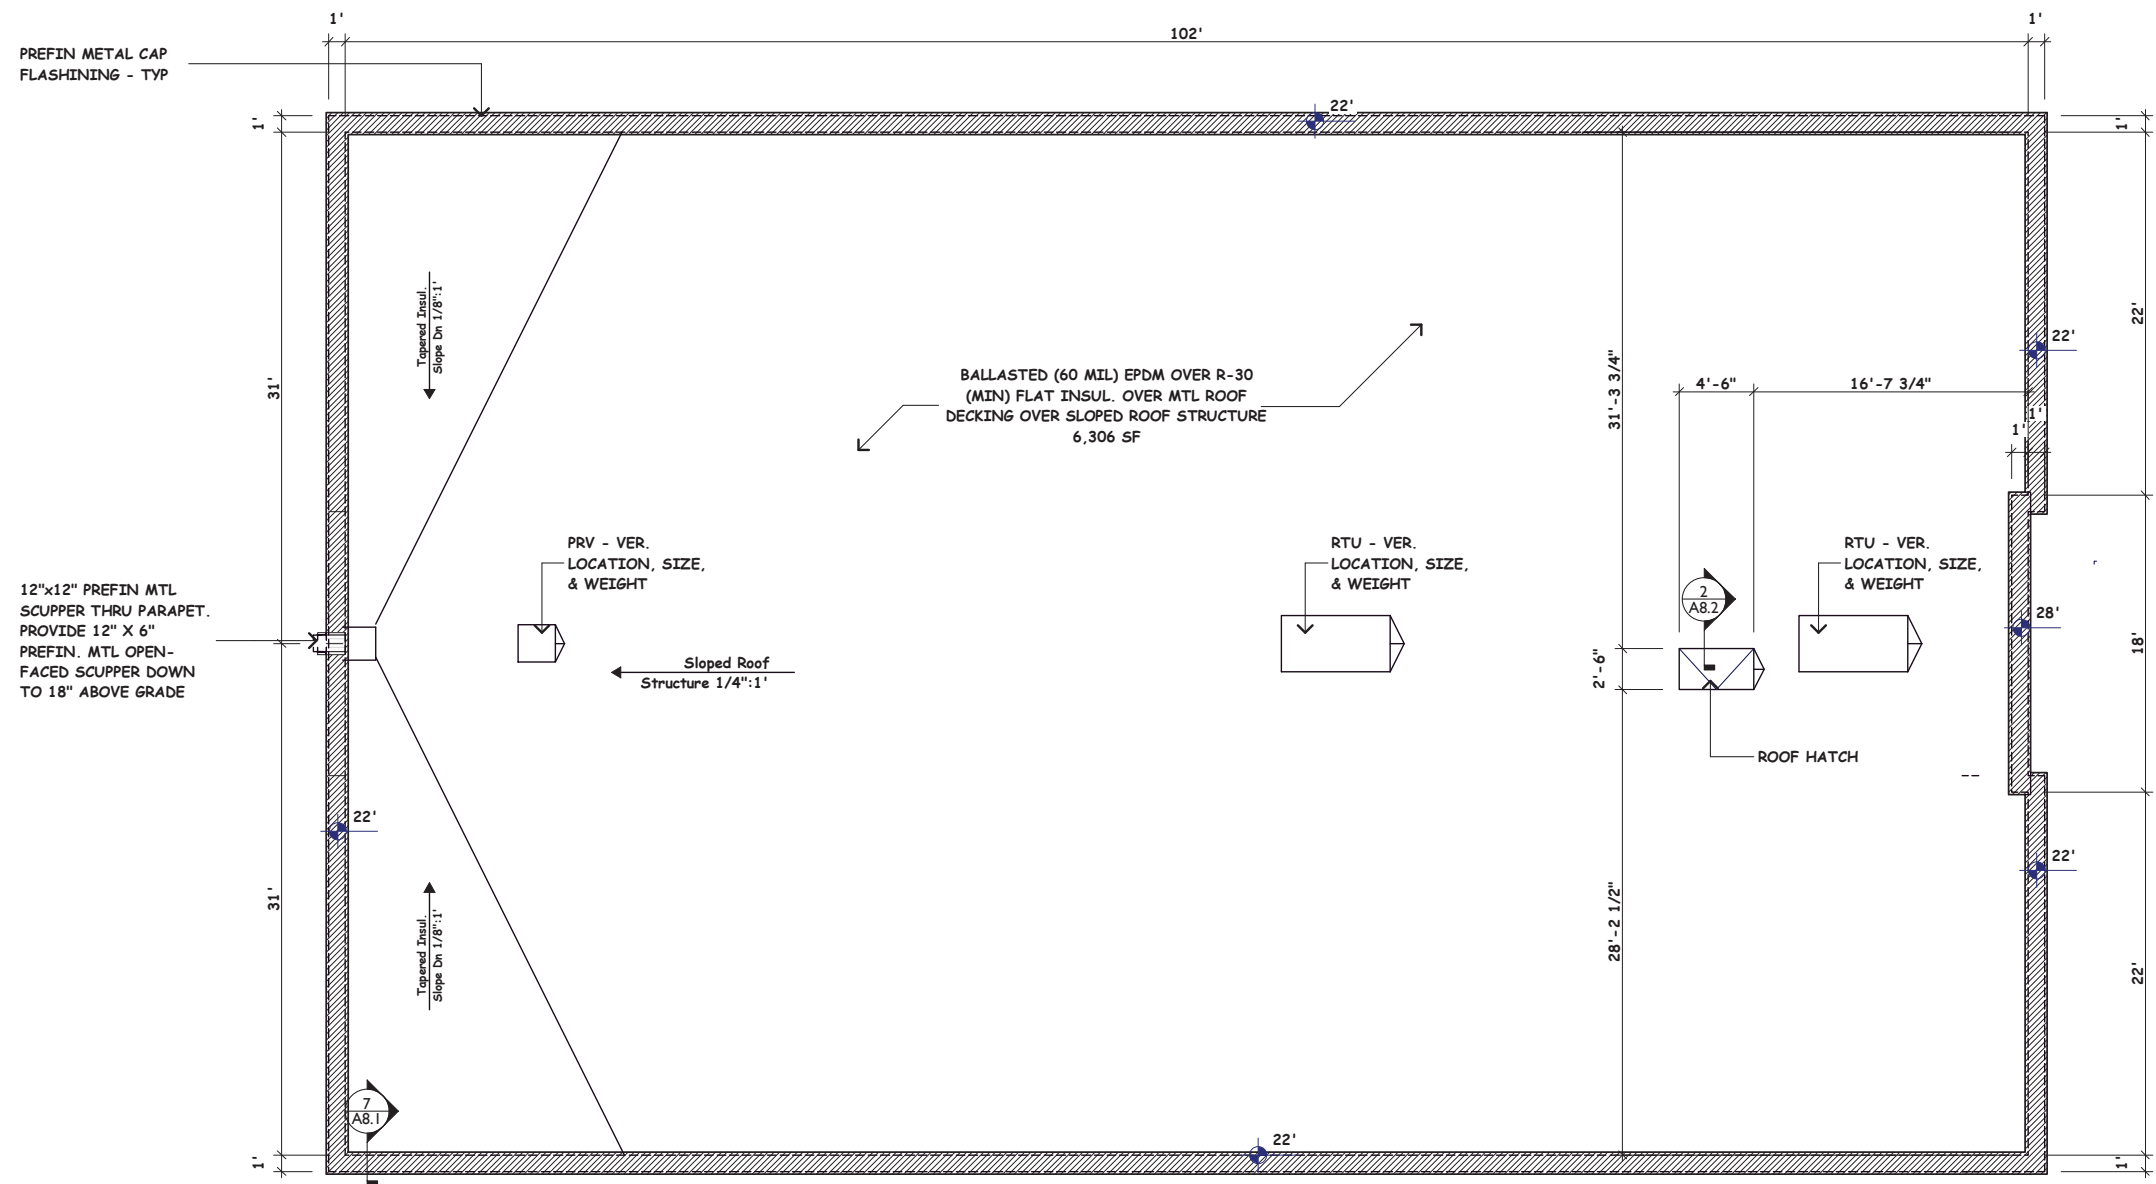 1'
102'
1'
PREFIN METAL CAP
FLASHINING - TYP
22'
1'
1'
31'
Tapered Insul.
Slope Dn 1/8":1'
BALLASTED (60 MIL) EPDM OVER R-30
(MIN) FLAT INSUL. OVER MTL ROOF
DECKING OVER SLOPED ROOF STRUCTURE
6,306 SF
31'-3 3/4"
4'-6"
16'-7 3/4"
1'
1'
22'
22'
PRV - VER.
LOCATION, SIZE,
& WEIGHT
RTU - VER.
LOCATION, SIZE,
& WEIGHT
RTU - VER.
LOCATION, SIZE,
& WEIGHT
2
A8.2
12"x12" PREFIN MTL
SCUPPER THRU PARAPET.
PROVIDE 12" X 6"
PREFIN. MTL OPEN-
FACED SCUPPER DOWN
TO 18" ABOVE GRADE
Sloped Roof
Structure 1/4":1'
2'-6"
28'
18'
ROOF HATCH
22'
22'
31'
Tapered Insul.
Slope Dn 1/8":1'
28'-2 1/2"
22'
7
A8.1
22'
1'
1'